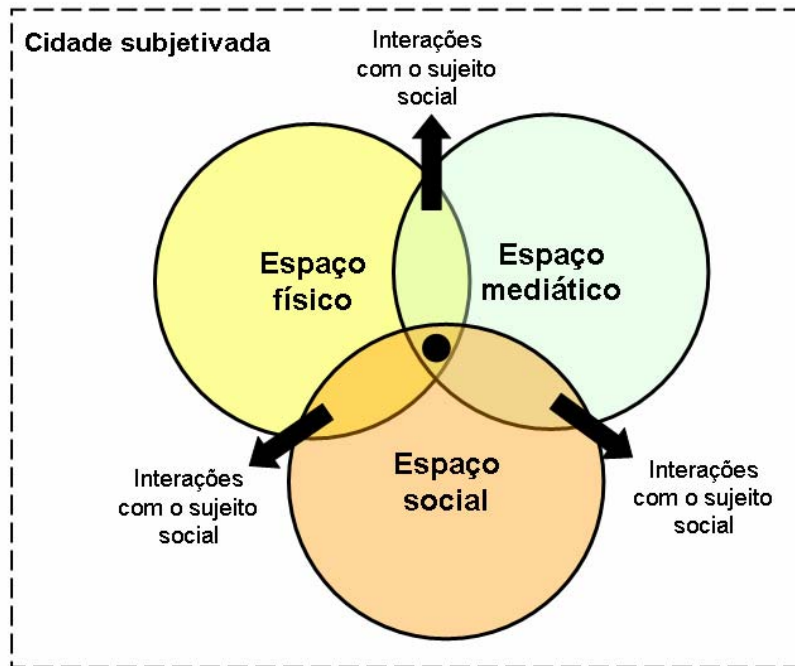 Cidade subjetivada
Interações
com o sujeito
social
Espaço
físico
Espaço
mediático
Espaço
social
Interações
com o sujeito
social
Interações
com o sujeito
social